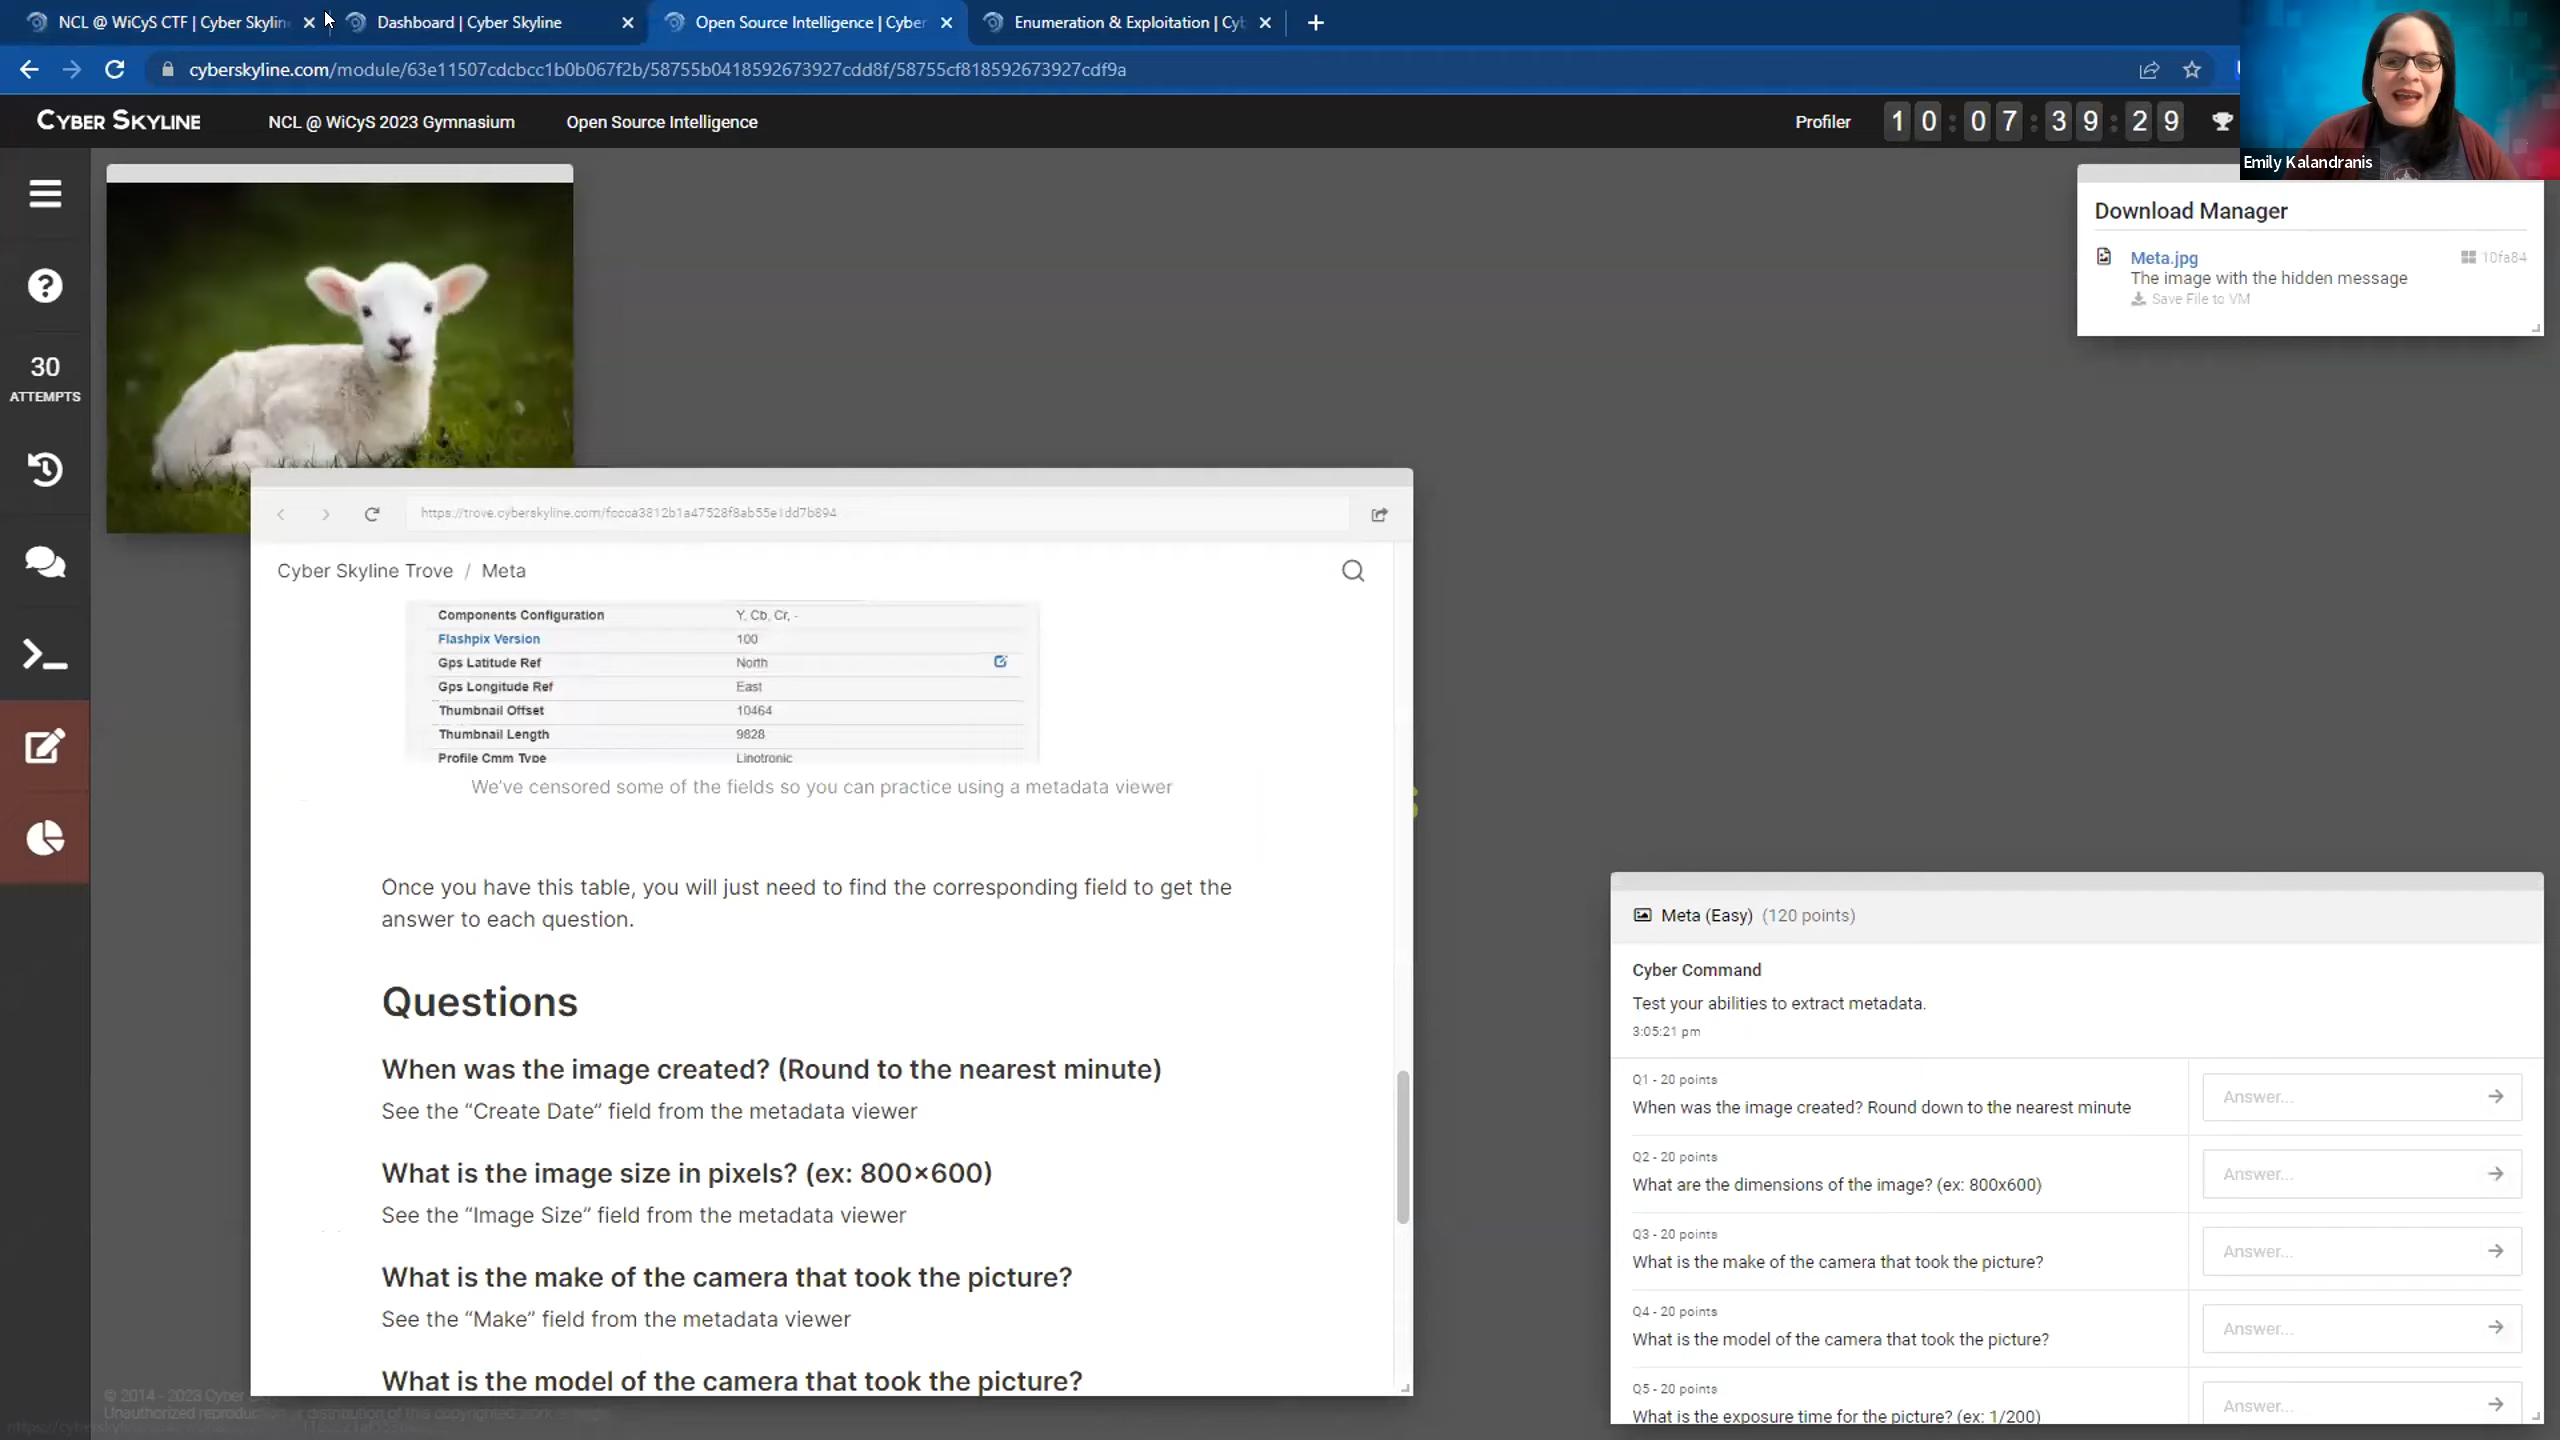 NCL @ WiCyS CTF | Cyber Skylin
Dashboard | Cyber Skyline
Open Source Intelligence | Cyber
Enumeration & Exploitation | Cy
cyberskyline.com/module/63e11507cdcbcc1b0b067f2b/58755b0418592673927cdd8f/58755cf818592673927cdf9a
CYBER SKYLINE
NCL @ WiCyS 2023 Gymnasium
Open Source Intelligence
Profiler
10:07:39:29
Emily Kalandranis
30
ATTEMPTS
Download Manager
Meta.jpg
10fa84
The image with the hidden message
Save File to VM
https://trove.cyberskyline.com/fccca3812b1a47528f8ab55e1dd7b894
Cyber Skyline Trove / Meta
Components Configuration Y, Cb, Cr, -
Flashpix Version 100
Gps Latitude Ref North
Gps Longitude Ref East
Thumbnail Offset 10464
Thumbnail Length 9828
Profile Cmm Type Linotronic
We've censored some of the fields so you can practice using a metadata viewer
Once you have this table, you will just need to find the corresponding field to get the
answer to each question.
Questions
When was the image created? (Round to the nearest minute)
See the “Create Date” field from the metadata viewer
What is the image size in pixels? (ex: 800×600)
See the “Image Size” field from the metadata viewer
What is the make of the camera that took the picture?
See the “Make” field from the metadata viewer
What is the model of the camera that took the picture?
Meta (Easy) (120 points)
Cyber Command
Test your abilities to extract metadata.
3:05:21 pm
Q1 - 20 points
When was the image created? Round down to the nearest minute
Answer...
Q2 - 20 points
What are the dimensions of the image? (ex: 800x600)
Answer...
Q3 - 20 points
What is the make of the camera that took the picture?
Answer...
Q4 - 20 points
What is the model of the camera that took the picture?
Answer...
Q5 - 20 points
What is the exposure time for the picture? (ex: 1/200)
Answer...
© 2014 - 2023 Cyber
Unauthorized reproduction or distribution of this copyrighted work